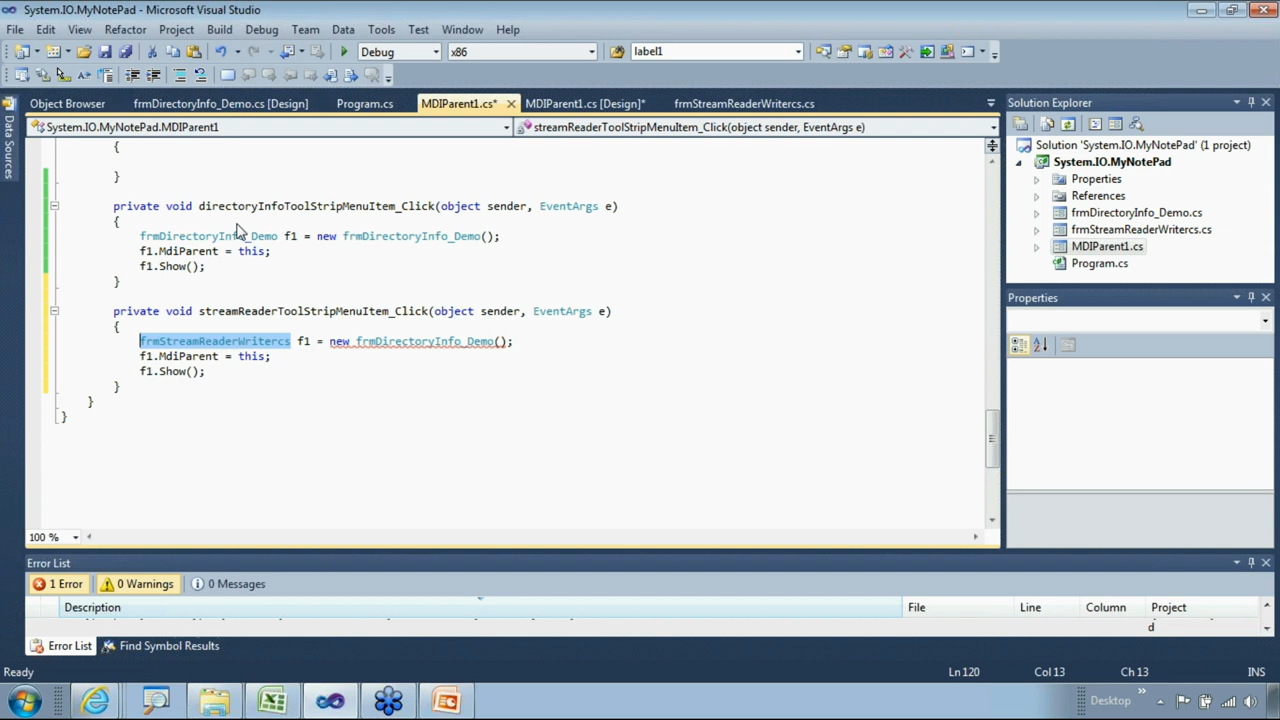 System.IO.MyNotePad - Microsoft Visual Studio
File Edit View Refactor Project Build Debug Team Data Tools Test Window Help
Debug x86 label1
Object Browser frmDirectoryInfo_Demo.cs [Design] Program.cs MDIParent1.cs* MDIParent1.cs [Design]* frmStreamReaderWritercs.cs
System.IO.MyNotePad.MDIParent1 streamReaderToolStripMenuItem_Click(object sender, EventArgs e)
Data Sources
{
}
private void directoryInfoToolStripMenuItem_Click(object sender, EventArgs e)
{
frmDirectoryInfo_Demo f1 = new frmDirectoryInfo_Demo();
f1.MdiParent = this;
f1.Show();
}
private void streamReaderToolStripMenuItem_Click(object sender, EventArgs e)
{
frmStreamReaderWritercs f1 = new frmDirectoryInfo_Demo();
f1.MdiParent = this;
f1.Show();
}
}
}
100 %
Solution Explorer
Solution 'System.IO.MyNotePad' (1 project)
System.IO.MyNotePad
Properties
References
frmDirectoryInfo_Demo.cs
frmStreamReaderWritercs.cs
MDIParent1.cs
Program.cs
Properties
Error List
1 Error 0 Warnings 0 Messages
Description File Line Column Project
d
Error List Find Symbol Results
Ready Ln 120 Col 13 Ch 13 INS
Desktop